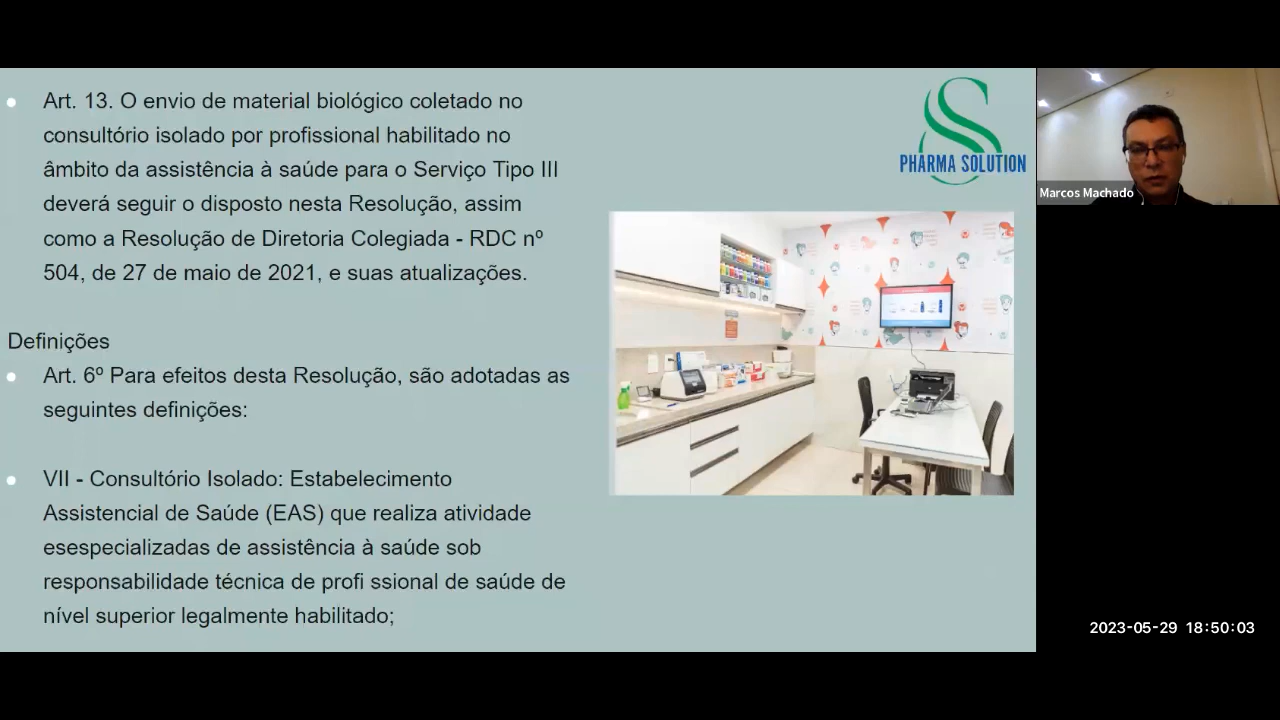 Art. 13. O envio de material biológico coletado no
consultório isolado por profissional habilitado no
âmbito da assistência à saúde para o Serviço Tipo III
deverá seguir o disposto nesta Resolução, assim
como a Resolução de Diretoria Colegiada - RDC nº
504, de 27 de maio de 2021, e suas atualizações.
Definições
Art. 6º Para efeitos desta Resolução, são adotadas as
seguintes definições:
VII - Consultório Isolado: Estabelecimento
Assistencial de Saúde (EAS) que realiza atividade
esespecializadas de assistência à saúde sob
responsabilidade técnica de profi ssional de saúde de
nível superior legalmente habilitado;
PHARMA SOLUTION
Marcos Machado
2023-05-29 18:50:03